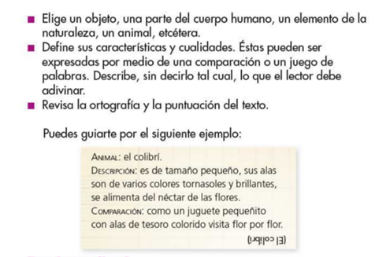 ■ Elige un objeto, una parte del cuerpo humano, un elemento de la
naturaleza, un animal, etcétera.
■ Define sus características y cualidades. Éstas pueden ser
expresadas por medio de una comparación o un juego de
palabras. Describe, sin decirlo tal cual, lo que el lector debe
adivinar.
■ Revisa la ortografía y la puntuación del texto.
Puedes guiarte por el siguiente ejemplo:
ANIMAL: el colibrí.
DESCRIPCIÓN: es de tamaño pequeño, sus alas
son de varios colores tornasoles y brillantes,
se alimenta del néctar de las flores.
COMPARACIÓN: como un juguete pequeñito
con alas de tesoro colorido visita flor por flor.
(El colibrí)